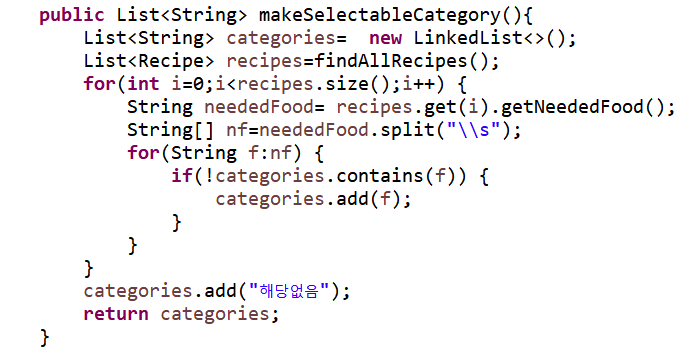 public List<String> makeSelectableCategory(){
List<String> categories=  new LinkedList<>();
List<Recipe> recipes=findAllRecipes();
for(int i=0;i<recipes.size();i++) {
String neededFood= recipes.get(i).getNeededFood();
String[] nf=neededFood.split("\\s");
for(String f:nf) {
if(!categories.contains(f)) {
categories.add(f);
}
}
}
categories.add("해당없음");
return categories;
}